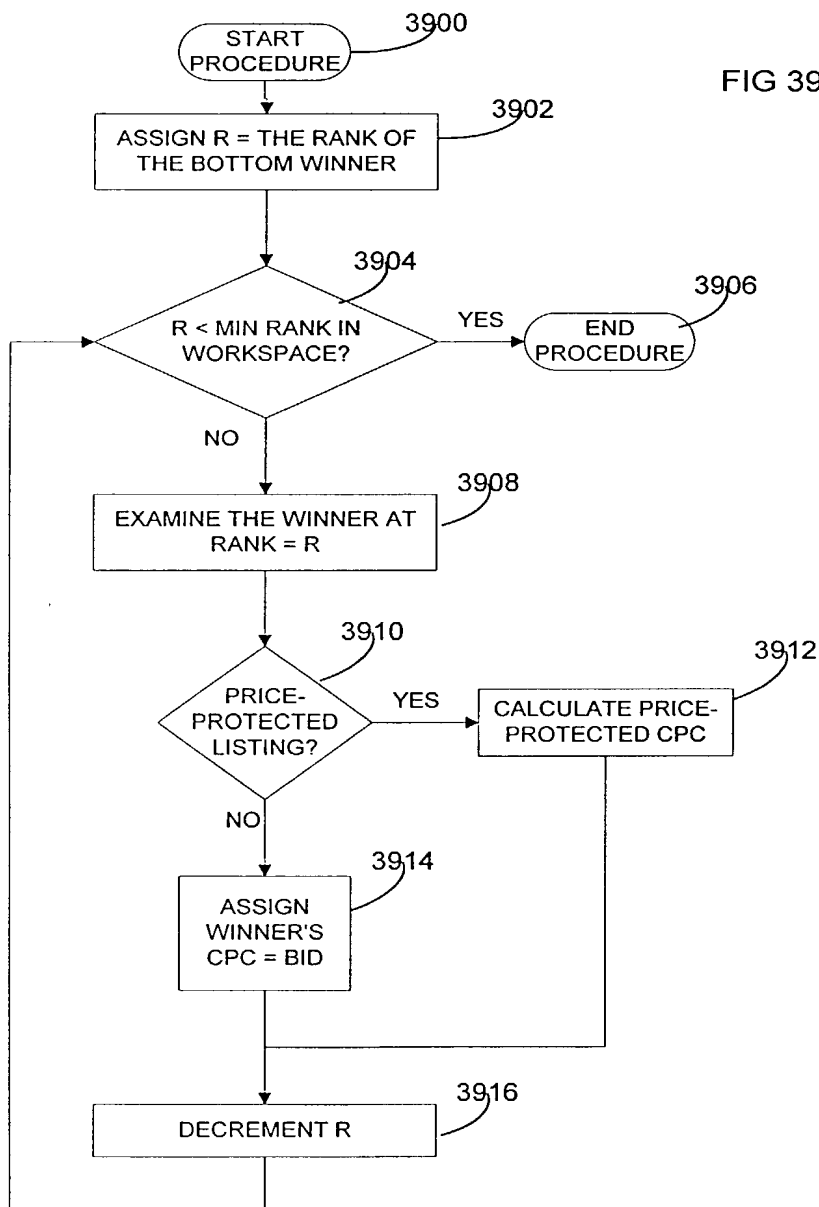 3900
START
PROCEDURE
FIG 39
3902
ASSIGN R = THE RANK OF
THE BOTTOM WINNER
3904
R < MIN RANK IN
WORKSPACE?
YES
3906
END
PROCEDURE
NO
3908
EXAMINE THE WINNER AT
RANK = R
3910
PRICE-
PROTECTED
LISTING?
YES
3912
CALCULATE PRICE-
PROTECTED CPC
NO
3914
ASSIGN
WINNER'S
CPC = BID
3916
DECREMENT R